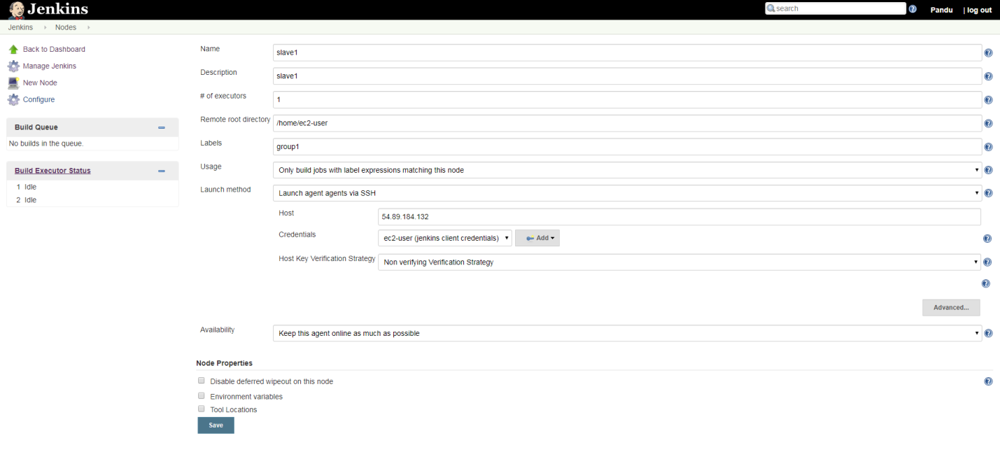 Jenkins
search
Pandu | log out
Jenkins Nodes
Back to Dashboard
Manage Jenkins
New Node
Configure
Build Queue
No builds in the queue.
Build Executor Status
1 Idle
2 Idle
Name slave1
Description slave1
# of executors 1
Remote root directory /home/ec2-user
Labels group1
Usage Only build jobs with label expressions matching this node
Launch method Launch agent agents via SSH
Host 54.89.184.132
Credentials ec2-user (jenkins client credentials) Add
Host Key Verification Strategy Non verifying Verification Strategy
Advanced...
Availability Keep this agent online as much as possible
Node Properties
Disable deferred wipeout on this node
Environment variables
Tool Locations
Save